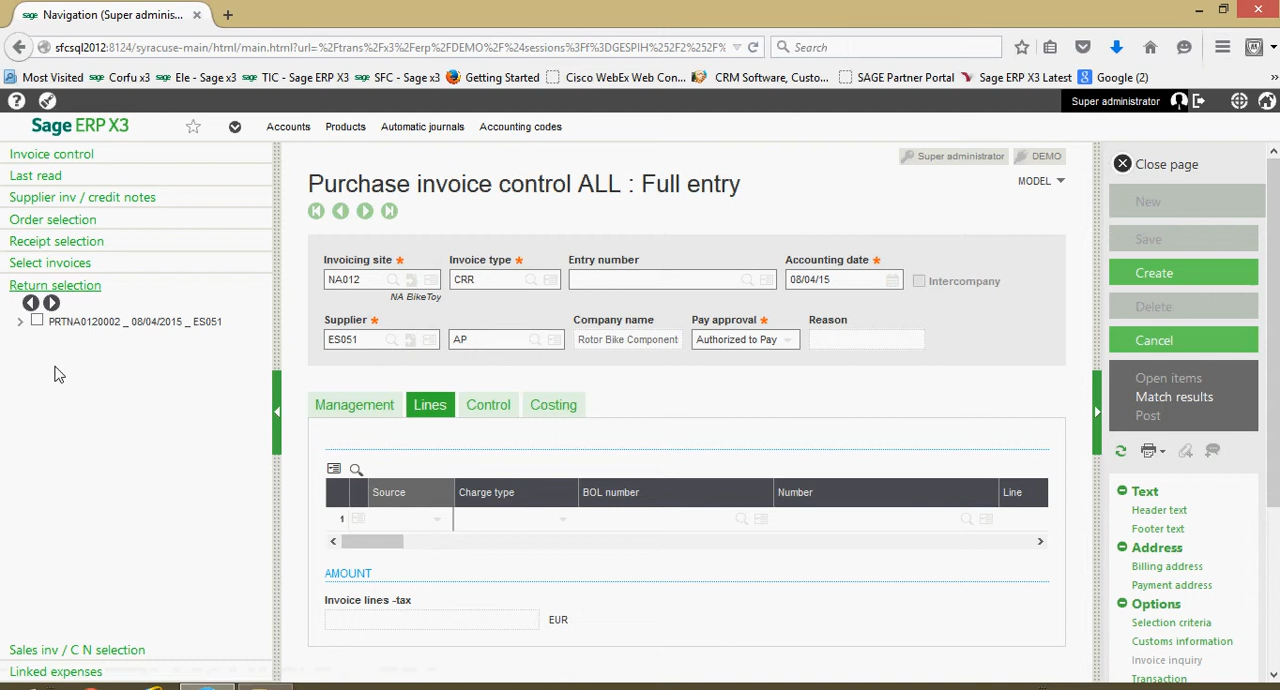 sage Navigation (Super adminis... × +
sfcsql2012:8124/syracuse-main/html/main.html?url=%2Ftrans%2Fx3%2Ferp%2FDEMO%2F%24sessions%3Ff%3DGESPIH%252F2%252F%
Search
Most Visited sage Corfu x3 sage Ele - Sage x3 sage TIC - Sage ERP X3 sage SFC - Sage x3 Getting Started Cisco WebEx Web Con... CRM Software, Custo... SAGE Partner Portal Sage ERP X3 Latest Google (2) »
Super administrator
Sage ERP X3 Accounts Products Automatic journals Accounting codes
Invoice control
Last read
Supplier inv / credit notes
Order selection
Receipt selection
Select invoices
Return selection
PRTNA0120002 _ 08/04/2015 _ ES051
Sales inv / C N selection
Linked expenses
Super administrator DEMO
Purchase invoice control ALL : Full entry
MODEL
Invoicing site * Invoice type * Entry number Accounting date *
NA012 CRR 08/04/15 Intercompany
NA BikeToy
Supplier * Company name Pay approval * Reason
ES051 AP Rotor Bike Component Authorized to Pay
Management Lines Control Costing
Source Charge type BOL number Number Line
1
AMOUNT
Invoice lines -tax
EUR
Close page
New
Save
Create
Delete
Cancel
Open items
Match results
Post
Text
Header text
Footer text
Address
Billing address
Payment address
Options
Selection criteria
Customs information
Invoice inquiry
Transaction